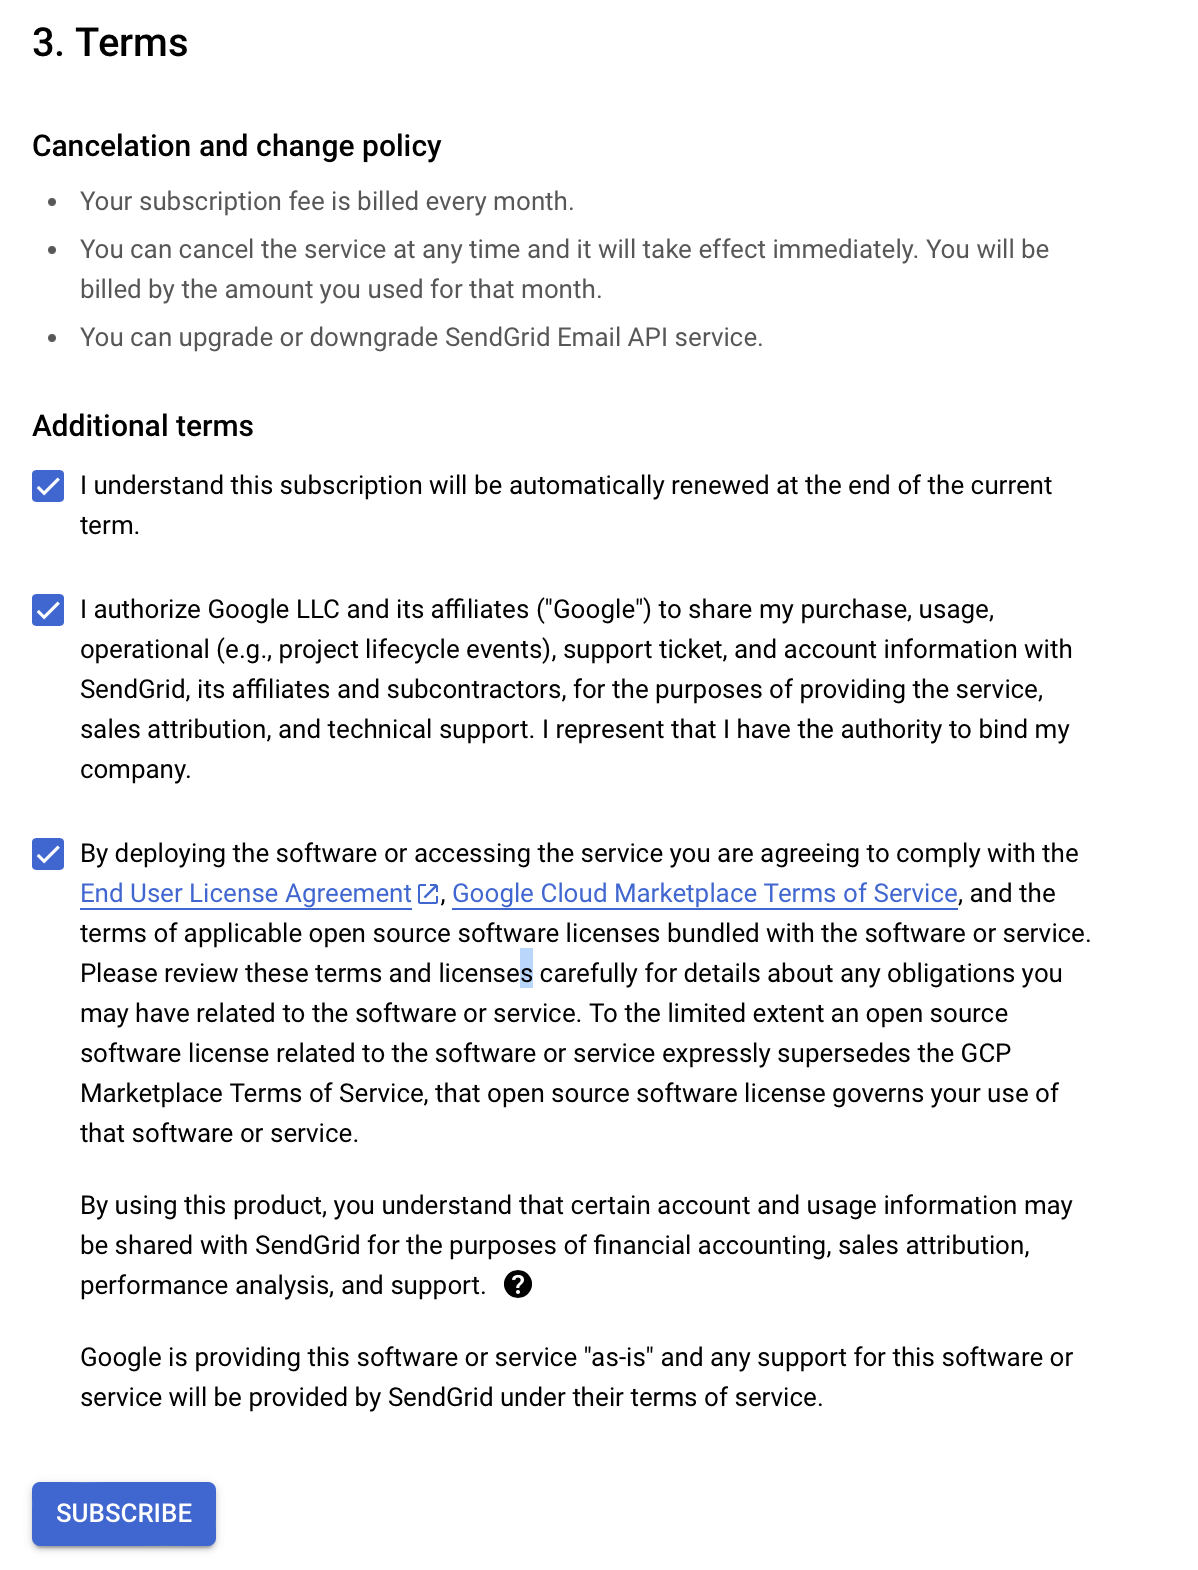 3. Terms
Cancelation and change policy
• Your subscription fee is billed every month.
• You can cancel the service at any time and it will take effect immediately. You will be
billed by the amount you used for that month.
• You can upgrade or downgrade SendGrid Email API service.
Additional terms
I understand this subscription will be automatically renewed at the end of the current
term.
I authorize Google LLC and its affiliates ("Google") to share my purchase, usage,
operational (e.g., project lifecycle events), support ticket, and account information with
SendGrid, its affiliates and subcontractors, for the purposes of providing the service,
sales attribution, and technical support. I represent that I have the authority to bind my
company.
By deploying the software or accessing the service you are agreeing to comply with the
End User License Agreement, Google Cloud Marketplace Terms of Service, and the
terms of applicable open source software licenses bundled with the software or service.
Please review these terms and licenses carefully for details about any obligations you
may have related to the software or service. To the limited extent an open source
software license related to the software or service expressly supersedes the GCP
Marketplace Terms of Service, that open source software license governs your use of
that software or service.
By using this product, you understand that certain account and usage information may
be shared with SendGrid for the purposes of financial accounting, sales attribution,
performance analysis, and support. ?
Google is providing this software or service "as-is" and any support for this software or
service will be provided by SendGrid under their terms of service.
SUBSCRIBE